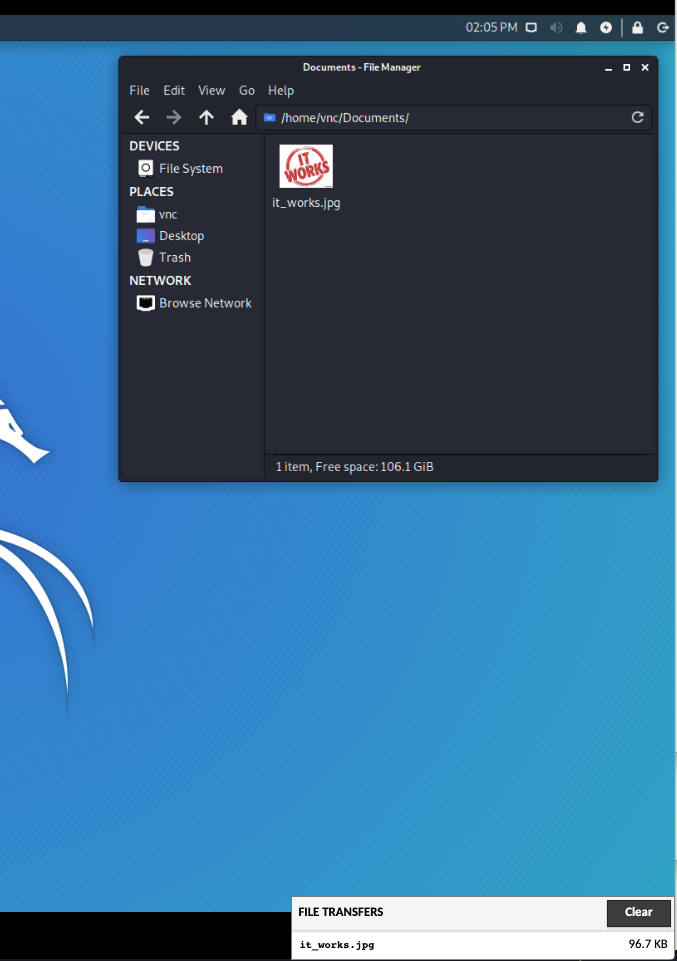 02:05 PM
Documents - File Manager
File Edit View Go Help
/home/vnc/Documents/
DEVICES
File System
PLACES
vnc
Desktop
Trash
NETWORK
Browse Network
IT
WORKS
it_works.jpg
1 item, Free space: 106.1 GiB
FILE TRANSFERS
Clear
it_works.jpg 96.7 KB